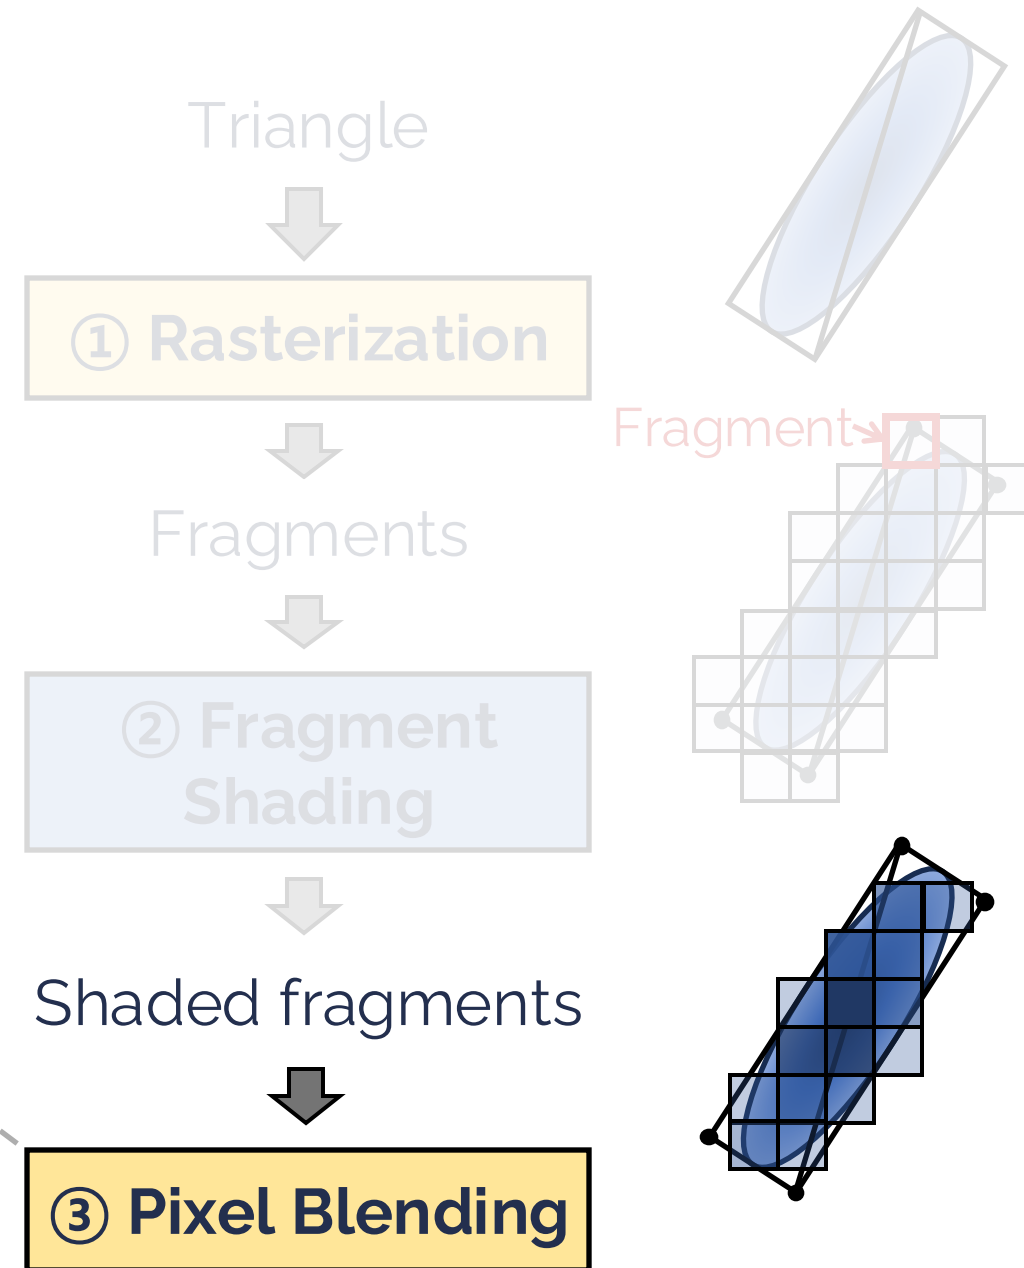 Triangle
① Rasterization
Fragment
Fragments
② Fragment
Shading
Shaded fragments
③ Pixel Blending